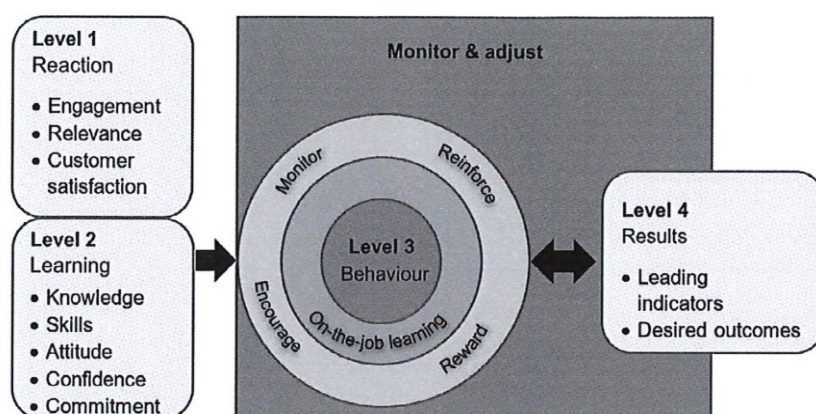 Level 1
Reaction
• Engagement
• Relevance
• Customer
satisfaction
Level 2
Learning
• Knowledge
• Skills
• Attitude
• Confidence
• Commitment
Monitor & adjust
Monitor
Reinforce
Encourage
Reward
On-the-job learning
Level 3
Behaviour
Level 4
Results
• Leading
indicators
• Desired outcomes